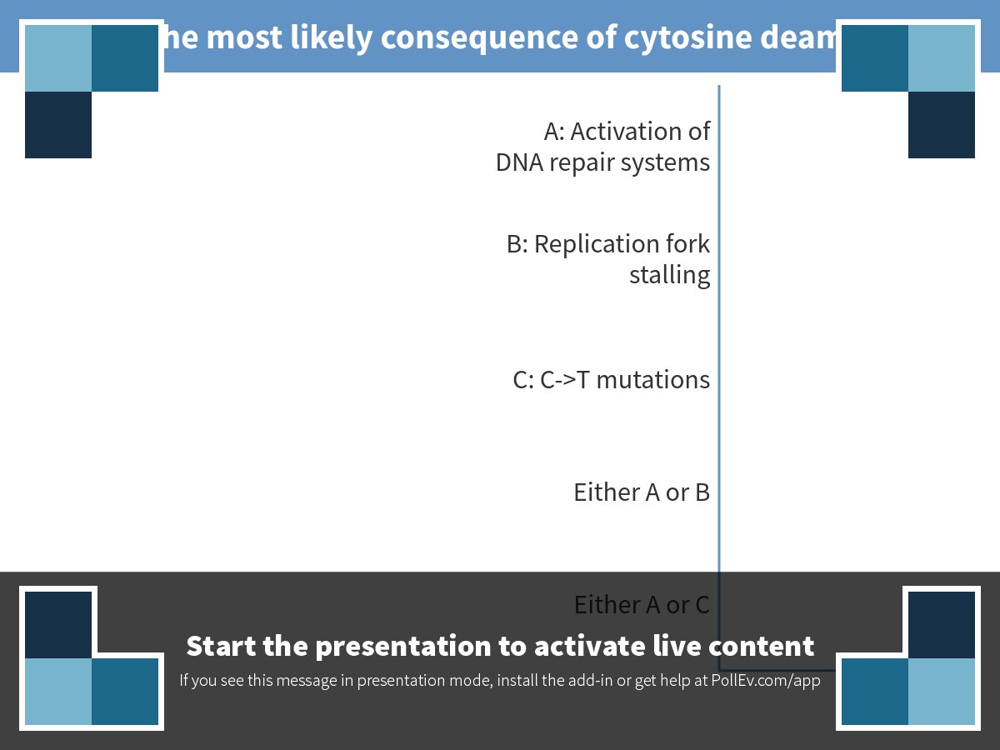 he most likely consequence of cytosine deam
A: Activation of
DNA repair systems
B: Replication fork
stalling
C: C->T mutations
Either A or B
Either A or C
Start the presentation to activate live content
If you see this message in presentation mode, install the add-in or get help at PollEv.com/app